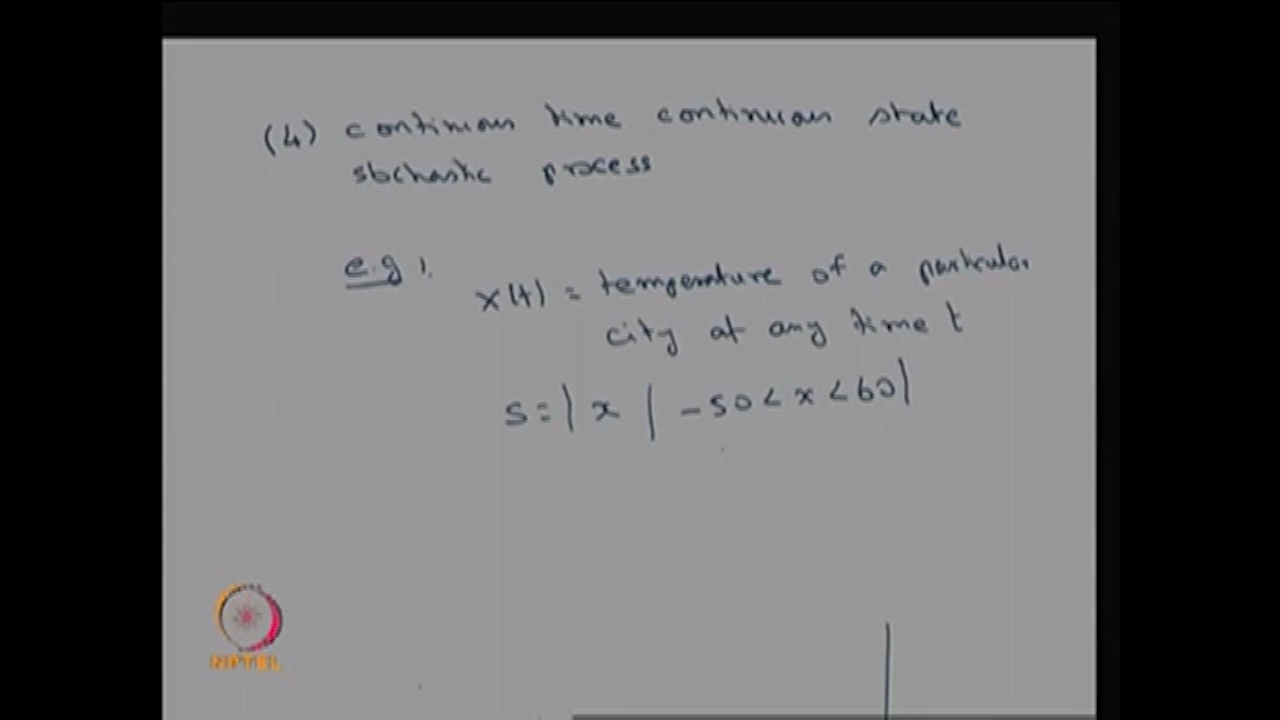 (4) continuous time continuous state
stochastic process
e.g 1.
X(t) = temperature of a particular
city at any time t
S = { x | -50 < x < 60 }
NPTEL